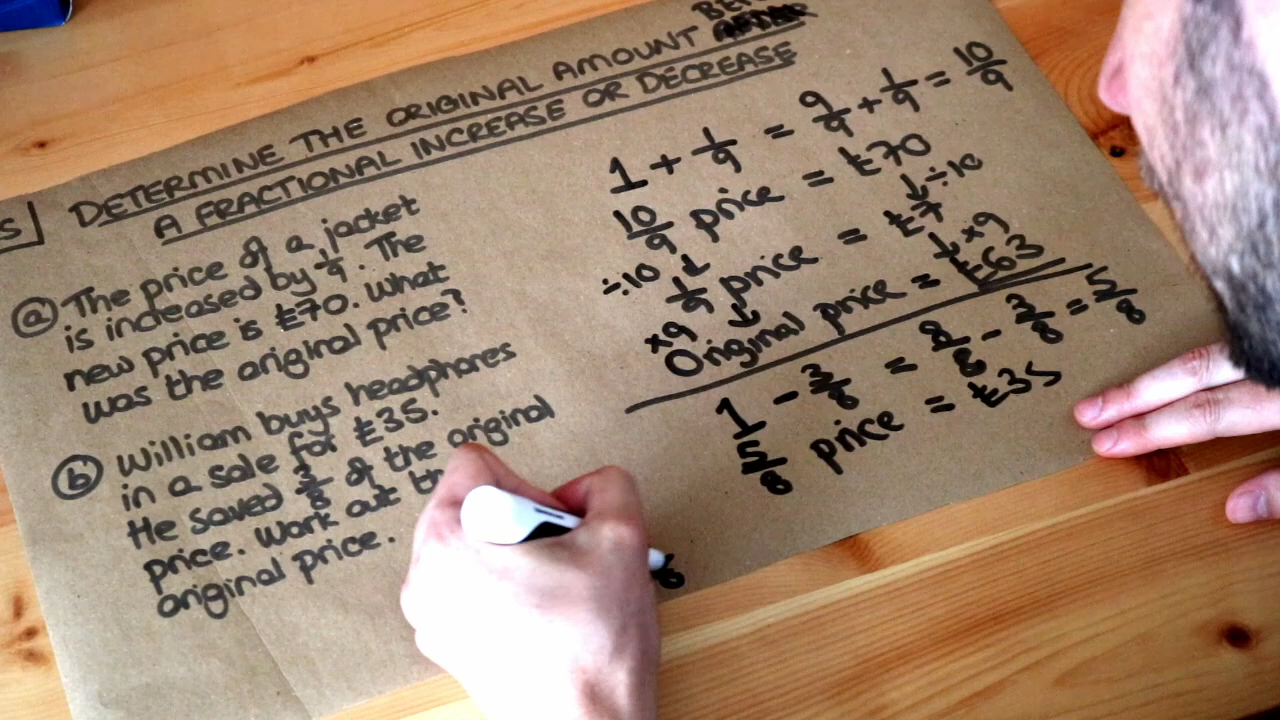 S]
DETERMINE THE ORIGINAL AMOUNT
A FRACTIONAL INCREASE OR DECREASE
a The price of a jacket
is increased by 1/9. The
new price is £70. What
was the original price?
b William buys headphones
in a sale for £35.
He saved 3/8 of the original
price. Work out
original price.
1 + 1/9 = 9/9 + 1/9 = 10/9
10/9 price = £70
÷10 ↓ ↓ ÷10
1/9 price = £7
×9 ↓ ↓ ×9
Original price = £63
1 - 3/8 = 8/8 - 3/8 = 5/8
5/8 price = £35